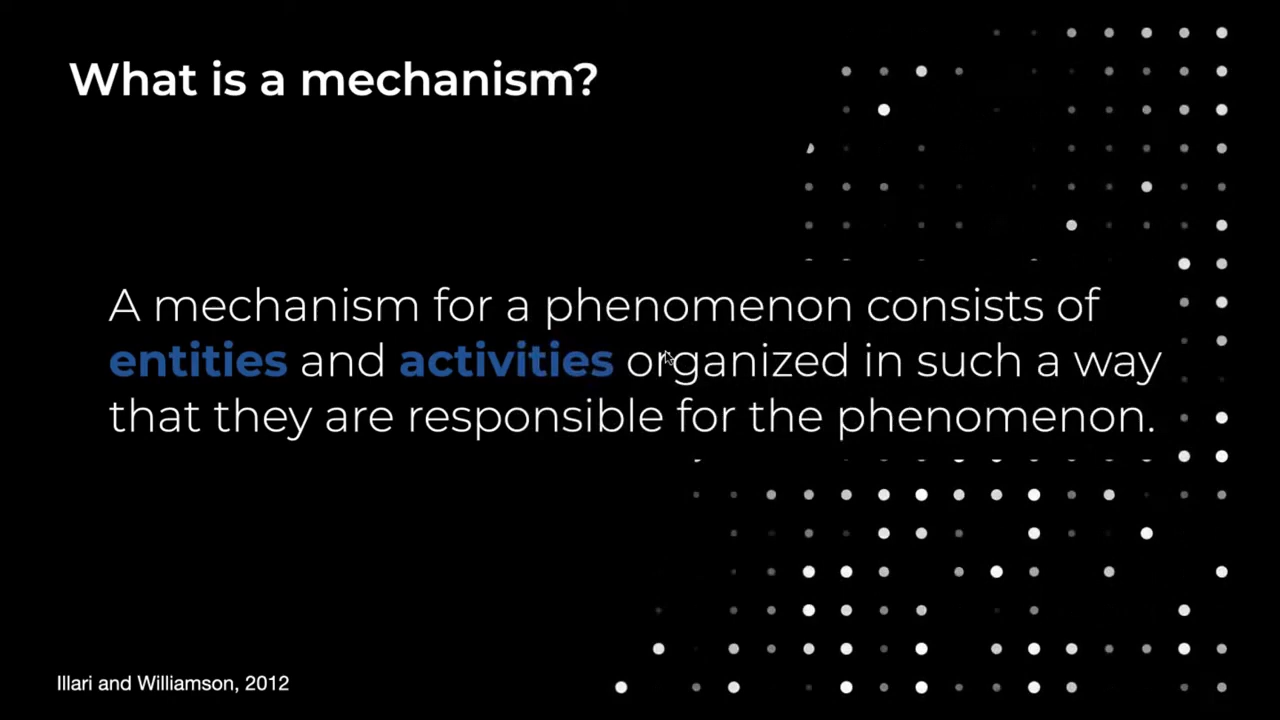 What is a mechanism?
A mechanism for a phenomenon consists of
entities and activities organized in such a way
that they are responsible for the phenomenon.
Illari and Williamson, 2012